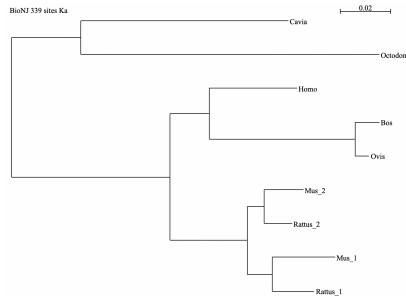 BioNJ 339 sites Ka
0.02
Cavia
Octodon
Homo
Bos
Ovis
Mus_2
Rattus_2
Mus_1
Rattus_1